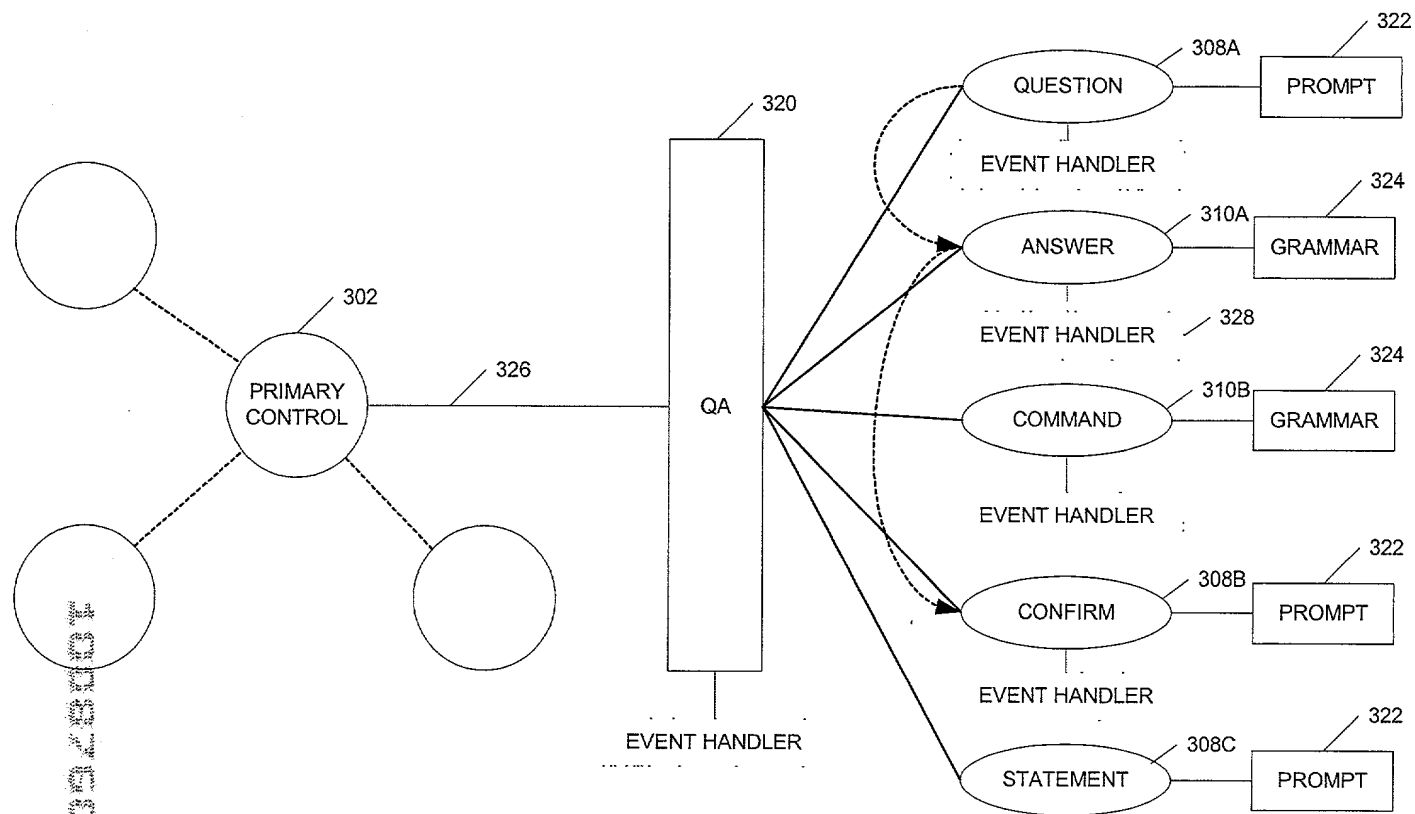 322
308A
QUESTION
PROMPT
320
EVENT HANDLER
324
310A
ANSWER
GRAMMAR
302
328
EVENT HANDLER
324
326
PRIMARY
CONTROL
310B
QA
COMMAND
GRAMMAR
EVENT HANDLER
322
308B
CONFIRM
PROMPT
EVENT HANDLER
322
EVENT HANDLER
308C
STATEMENT
PROMPT